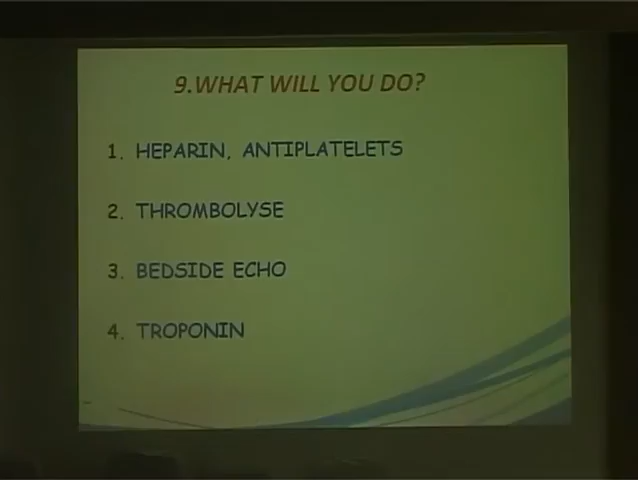 9.WHAT WILL YOU DO?
1. HEPARIN, ANTIPLATELETS
2. THROMBOLYSE
3. BEDSIDE ECHO
4. TROPONIN